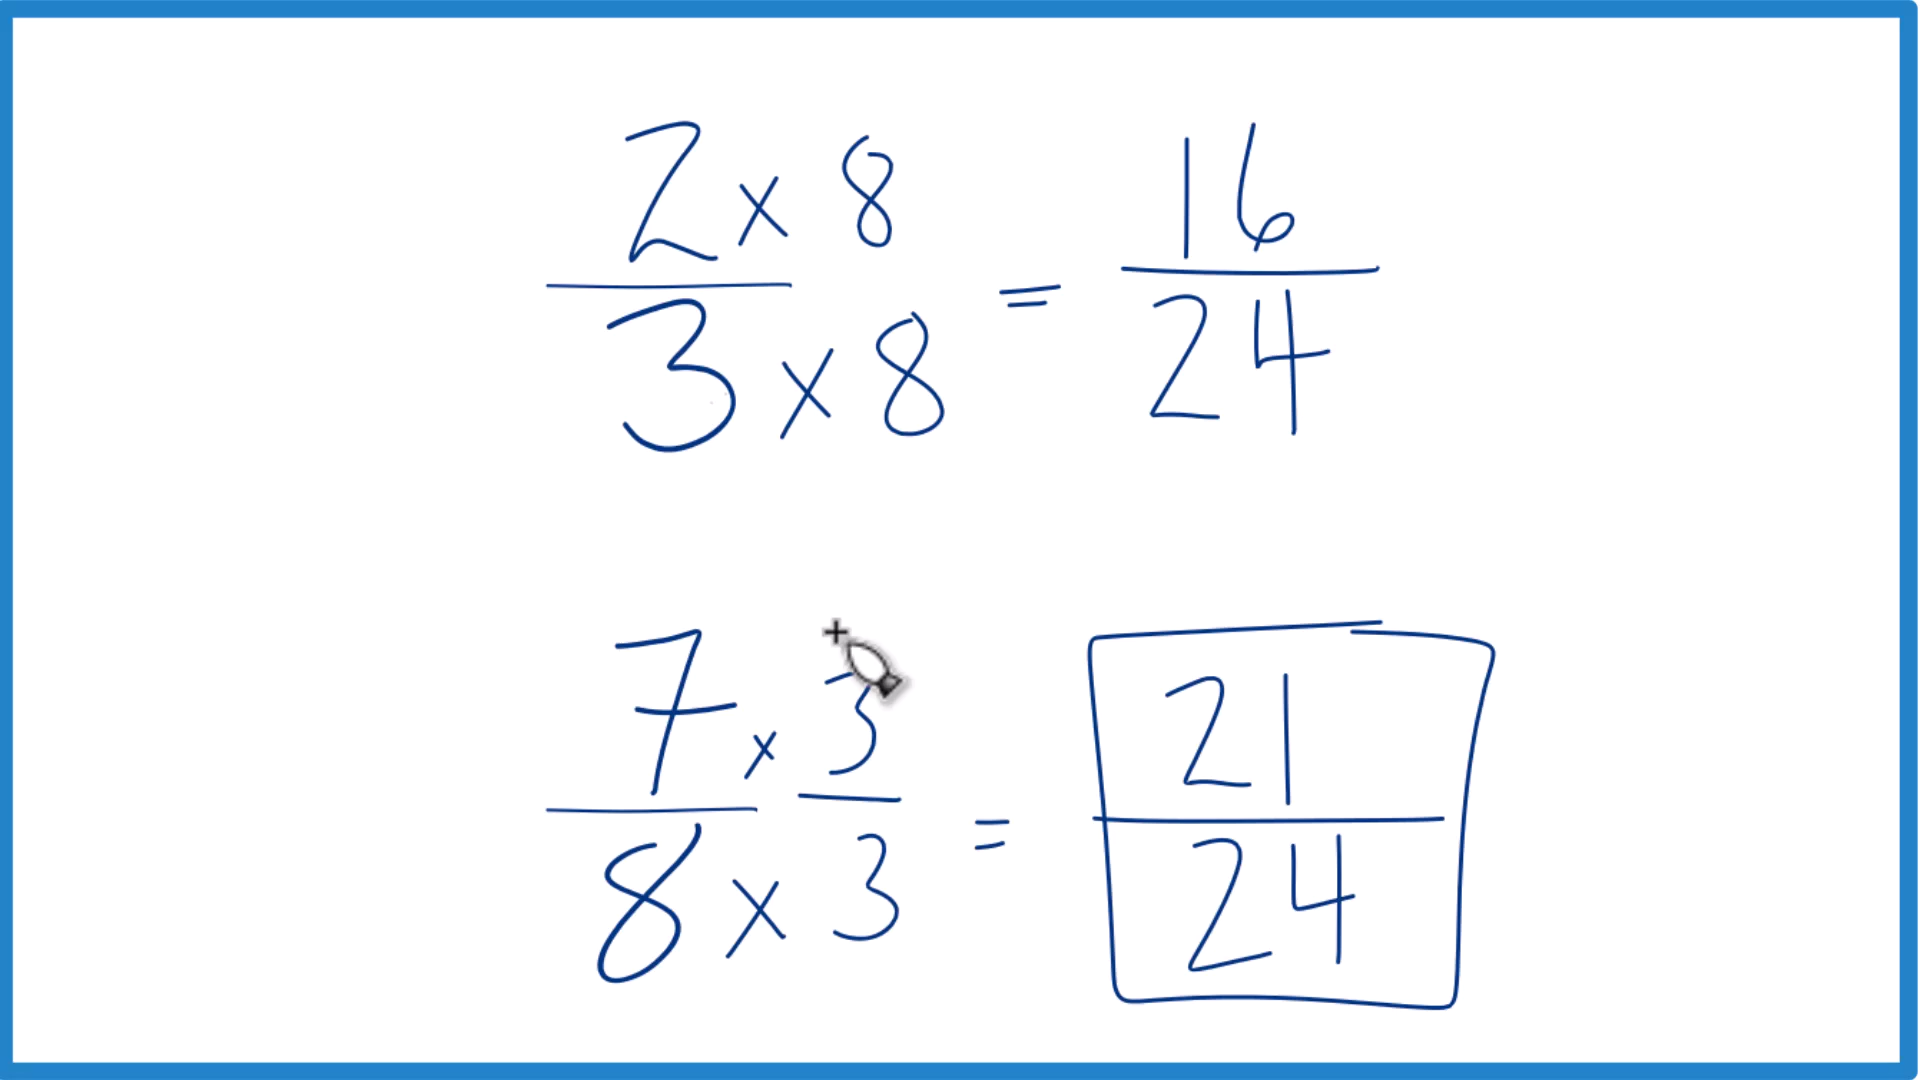 2 x 8 = 16
3 x 8 24
7 x 3 = 21
8 x 3 24